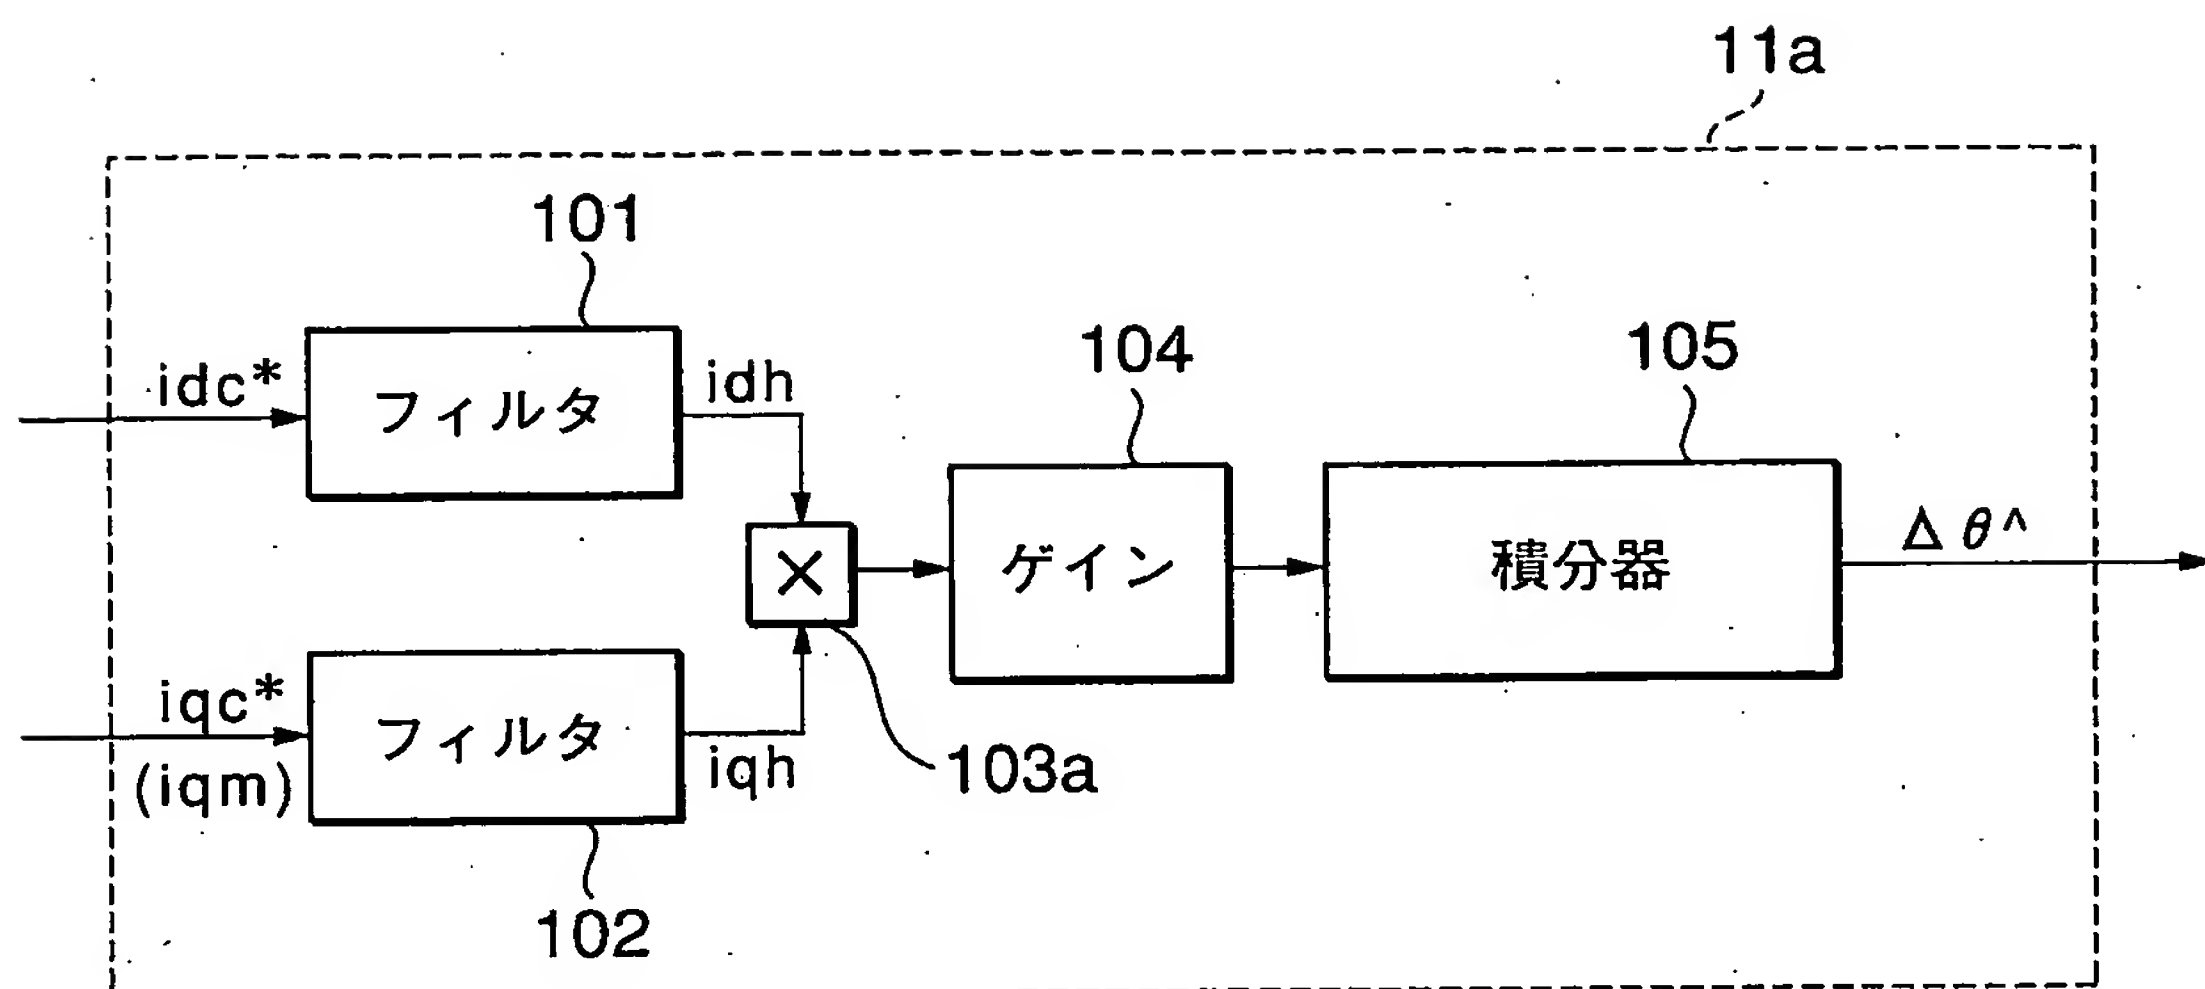 11a
101
idc*
フィルタ
idh
104
105
×
ゲイン
積分器
Δθ^
iqc*
(iqm)
フィルタ
iqh
103a
102